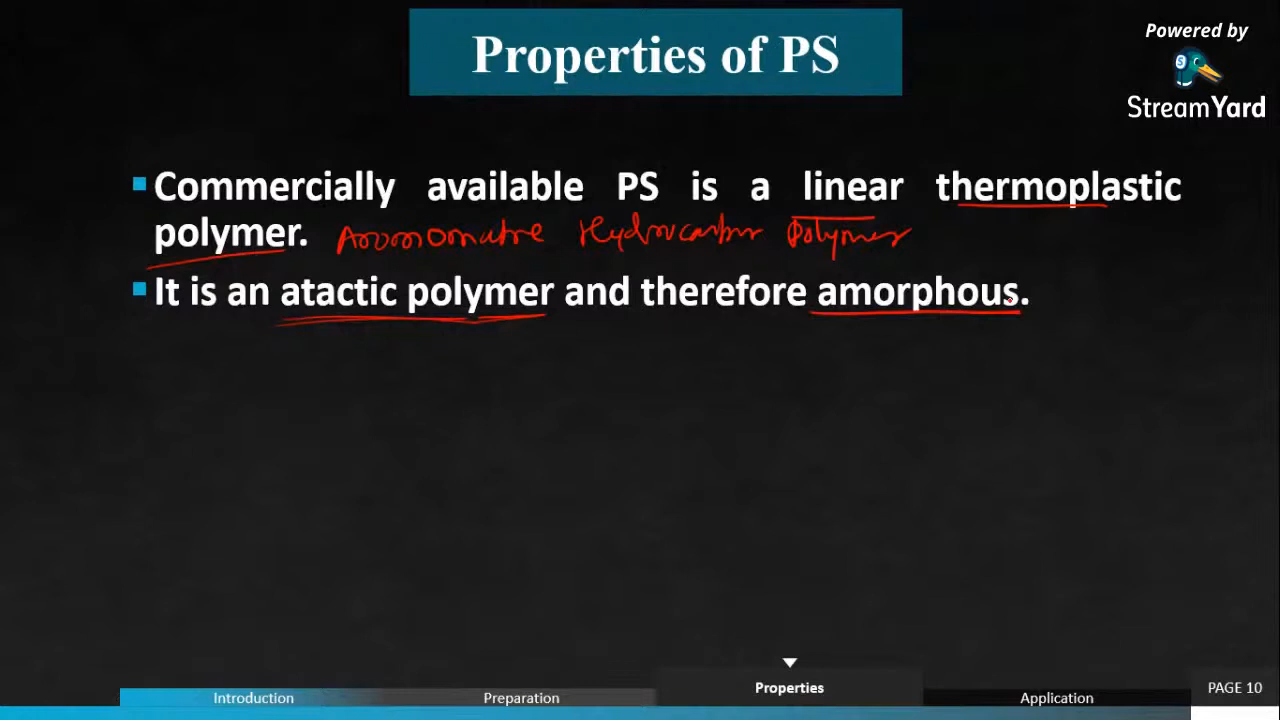 Properties of PS
Powered by
StreamYard
Commercially available PS is a linear thermoplastic
polymer. Hydrocarbon Polymer
It is an atactic polymer and therefore amorphous.
Introduction
Preparation
Properties
Application
PAGE 10